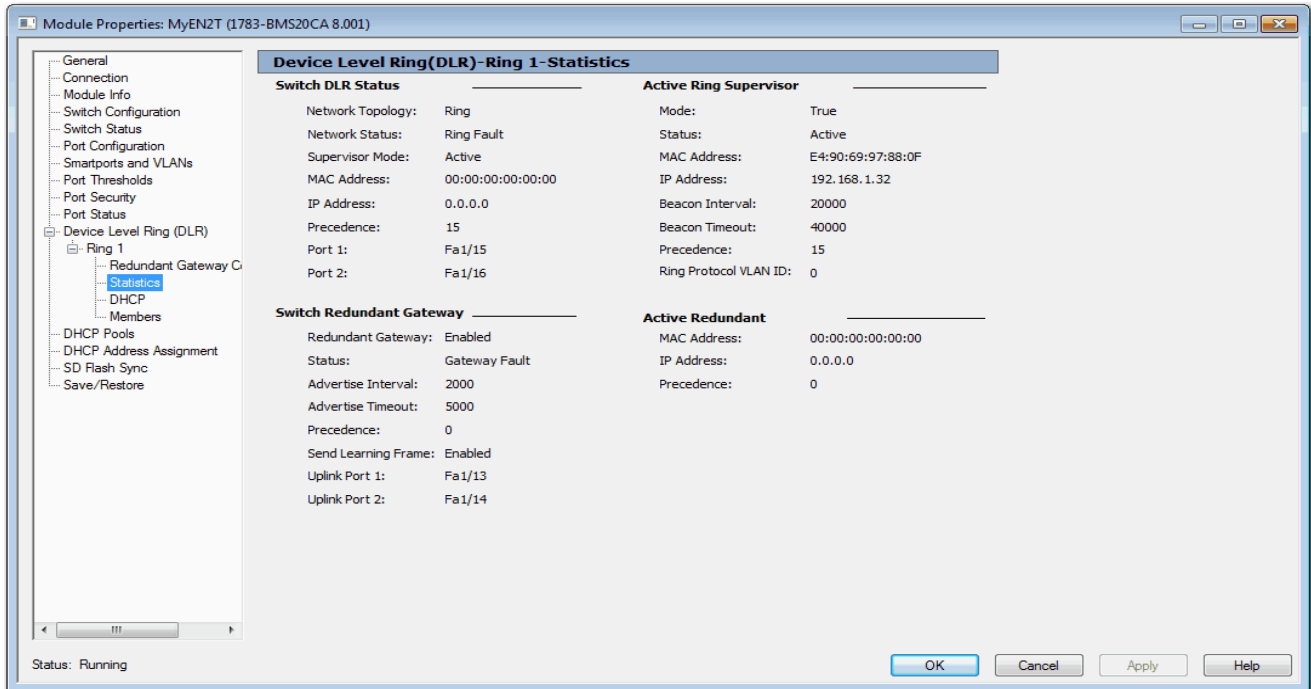 Module Properties: MyEN2T (1783-BMS20CA 8.001)
General
Connection
Module Info
Switch Configuration
Switch Status
Port Configuration
Smartports and VLANs
Port Thresholds
Port Security
Port Status
Device Level Ring (DLR)
Ring 1
Redundant Gateway C
Statistics
DHCP
Members
DHCP Pools
DHCP Address Assignment
SD Flash Sync
Save/Restore
Device Level Ring(DLR)-Ring 1-Statistics
Switch DLR Status
Network Topology: Ring
Network Status: Ring Fault
Supervisor Mode: Active
MAC Address: 00:00:00:00:00:00
IP Address: 0.0.0.0
Precedence: 15
Port 1: Fa1/15
Port 2: Fa1/16
Switch Redundant Gateway
Redundant Gateway: Enabled
Status: Gateway Fault
Advertise Interval: 2000
Advertise Timeout: 5000
Precedence: 0
Send Learning Frame: Enabled
Uplink Port 1: Fa1/13
Uplink Port 2: Fa1/14
Active Ring Supervisor
Mode: True
Status: Active
MAC Address: E4:90:69:97:88:0F
IP Address: 192.168.1.32
Beacon Interval: 20000
Beacon Timeout: 40000
Precedence: 15
Ring Protocol VLAN ID: 0
Active Redundant
MAC Address: 00:00:00:00:00:00
IP Address: 0.0.0.0
Precedence: 0
Status: Running
OK Cancel Apply Help